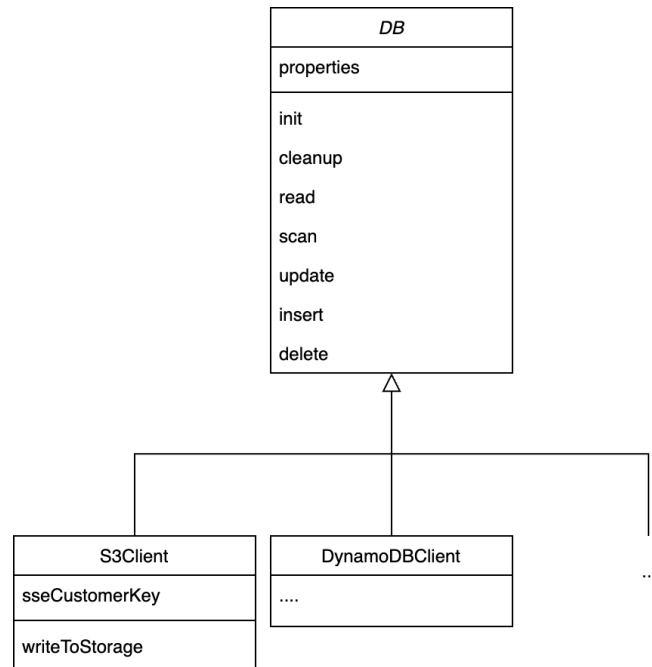 DB
properties
init
cleanup
read
scan
update
insert
delete
S3Client
DynamoDBClient
..
sseCustomerKey
....
writeToStorage